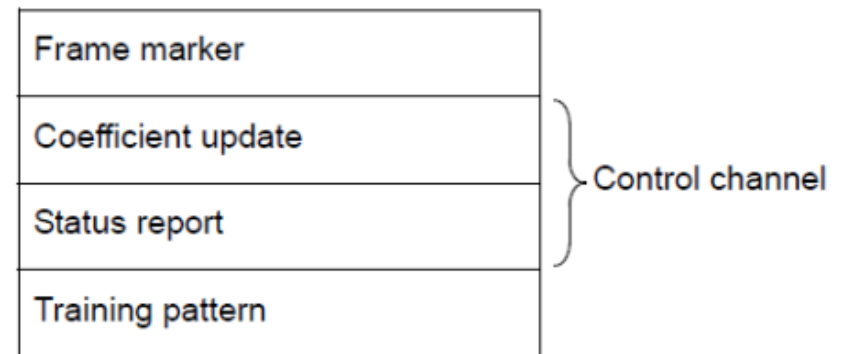 Frame marker
Coefficient update
Control channel
Status report
Training pattern